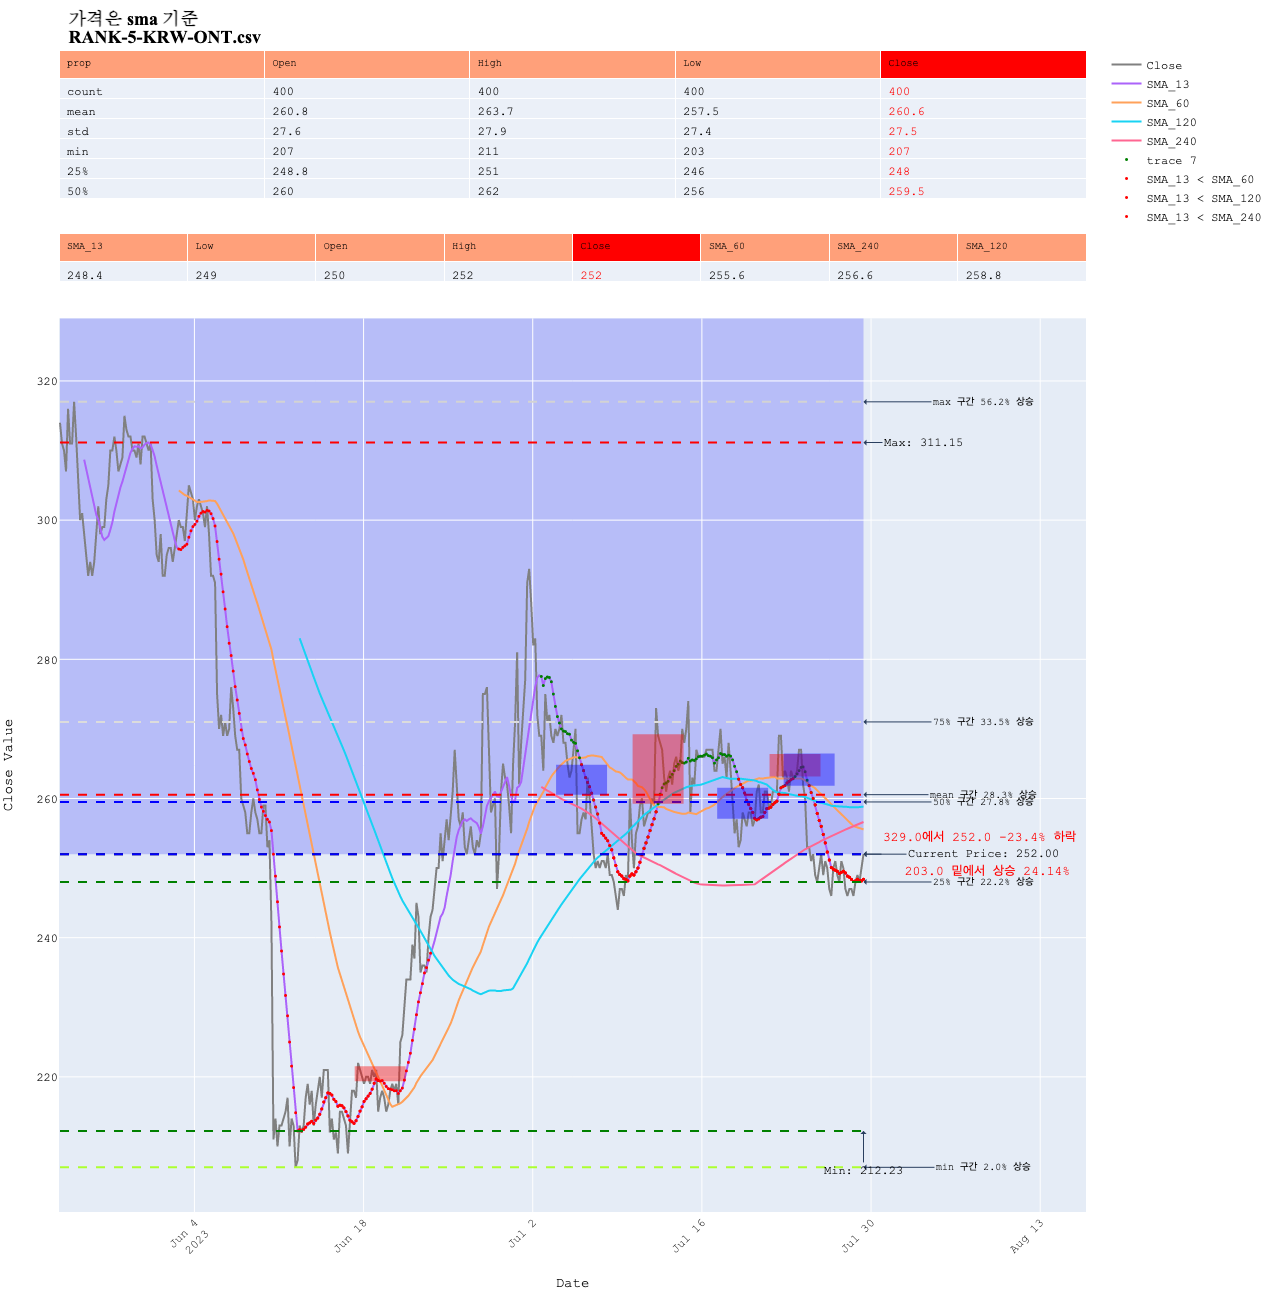 가격은 sma 기준
RANK-5-KRW-ONT.csv
prop Open High Low Close
count 400 400 400 400
mean 260.8 263.7 257.5 260.6
std 27.6 27.9 27.4 27.5
min 207 211 203 207
25% 248.8 251 246 248
50% 260 262 256 259.5
SMA_13 Low Open High Close SMA_60 SMA_240 SMA_120
248.4 249 250 252 252 255.6 256.6 258.8
Close
SMA_13
SMA_60
SMA_120
SMA_240
trace 7
SMA_13 < SMA_60
SMA_13 < SMA_120
SMA_13 < SMA_240
320
300
280
260
240
220
Close Value
max 구간 56.2% 상승
Max: 311.15
75% 구간 33.5% 상승
mean 구간 28.3% 상승
50% 구간 27.8% 상승
329.0에서 252.0 -23.4% 하락
Current Price: 252.00
203.0 밑에서 상승 24.14%
25% 구간 22.2% 상승
min 구간 2.0% 상승
Min: 212.23
Jun 4
2023
Jun 18
Jul 2
Jul 16
Jul 30
Aug 13
Date